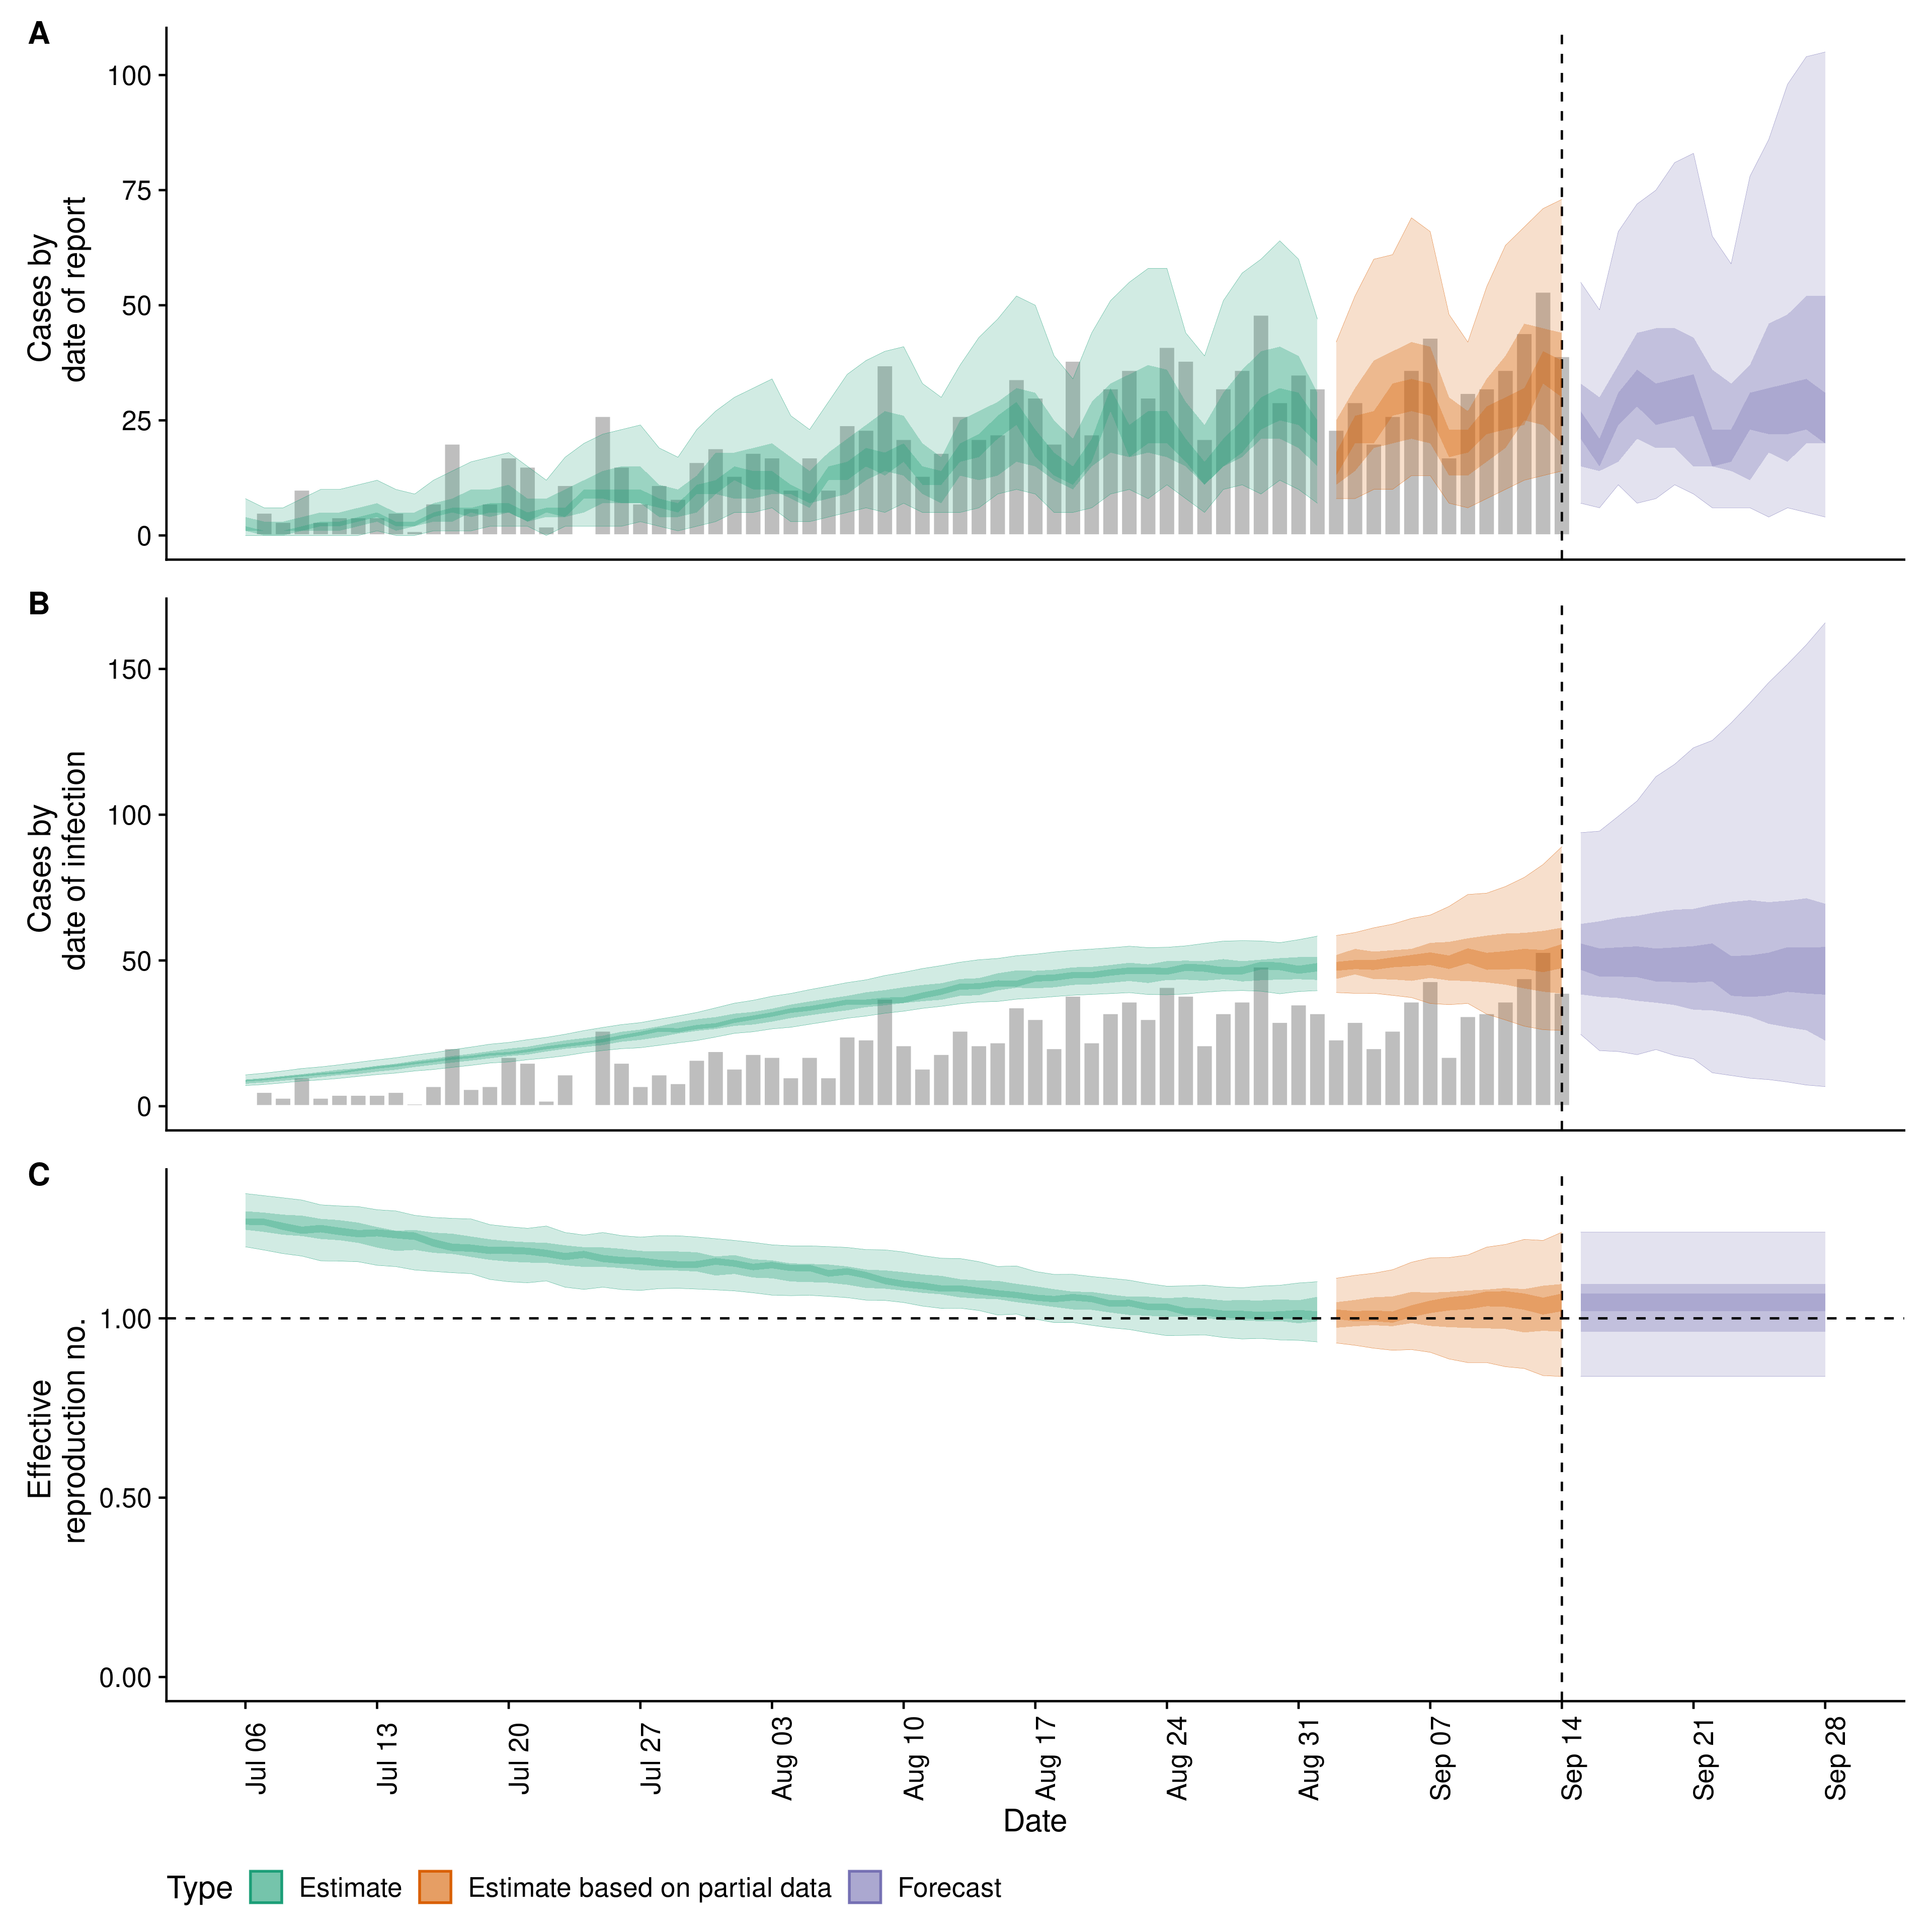 A
100
75
50
25
0
Cases by
date of report
B
150
100
50
0
Cases by
date of infection
C
1.00
0.50
0.00
Effective
reproduction no.
Jul 06
Jul 13
Jul 20
Jul 27
Aug 03
Aug 10
Aug 17
Aug 24
Aug 31
Sep 07
Sep 14
Sep 21
Sep 28
Date
Type Estimate Estimate based on partial data Forecast